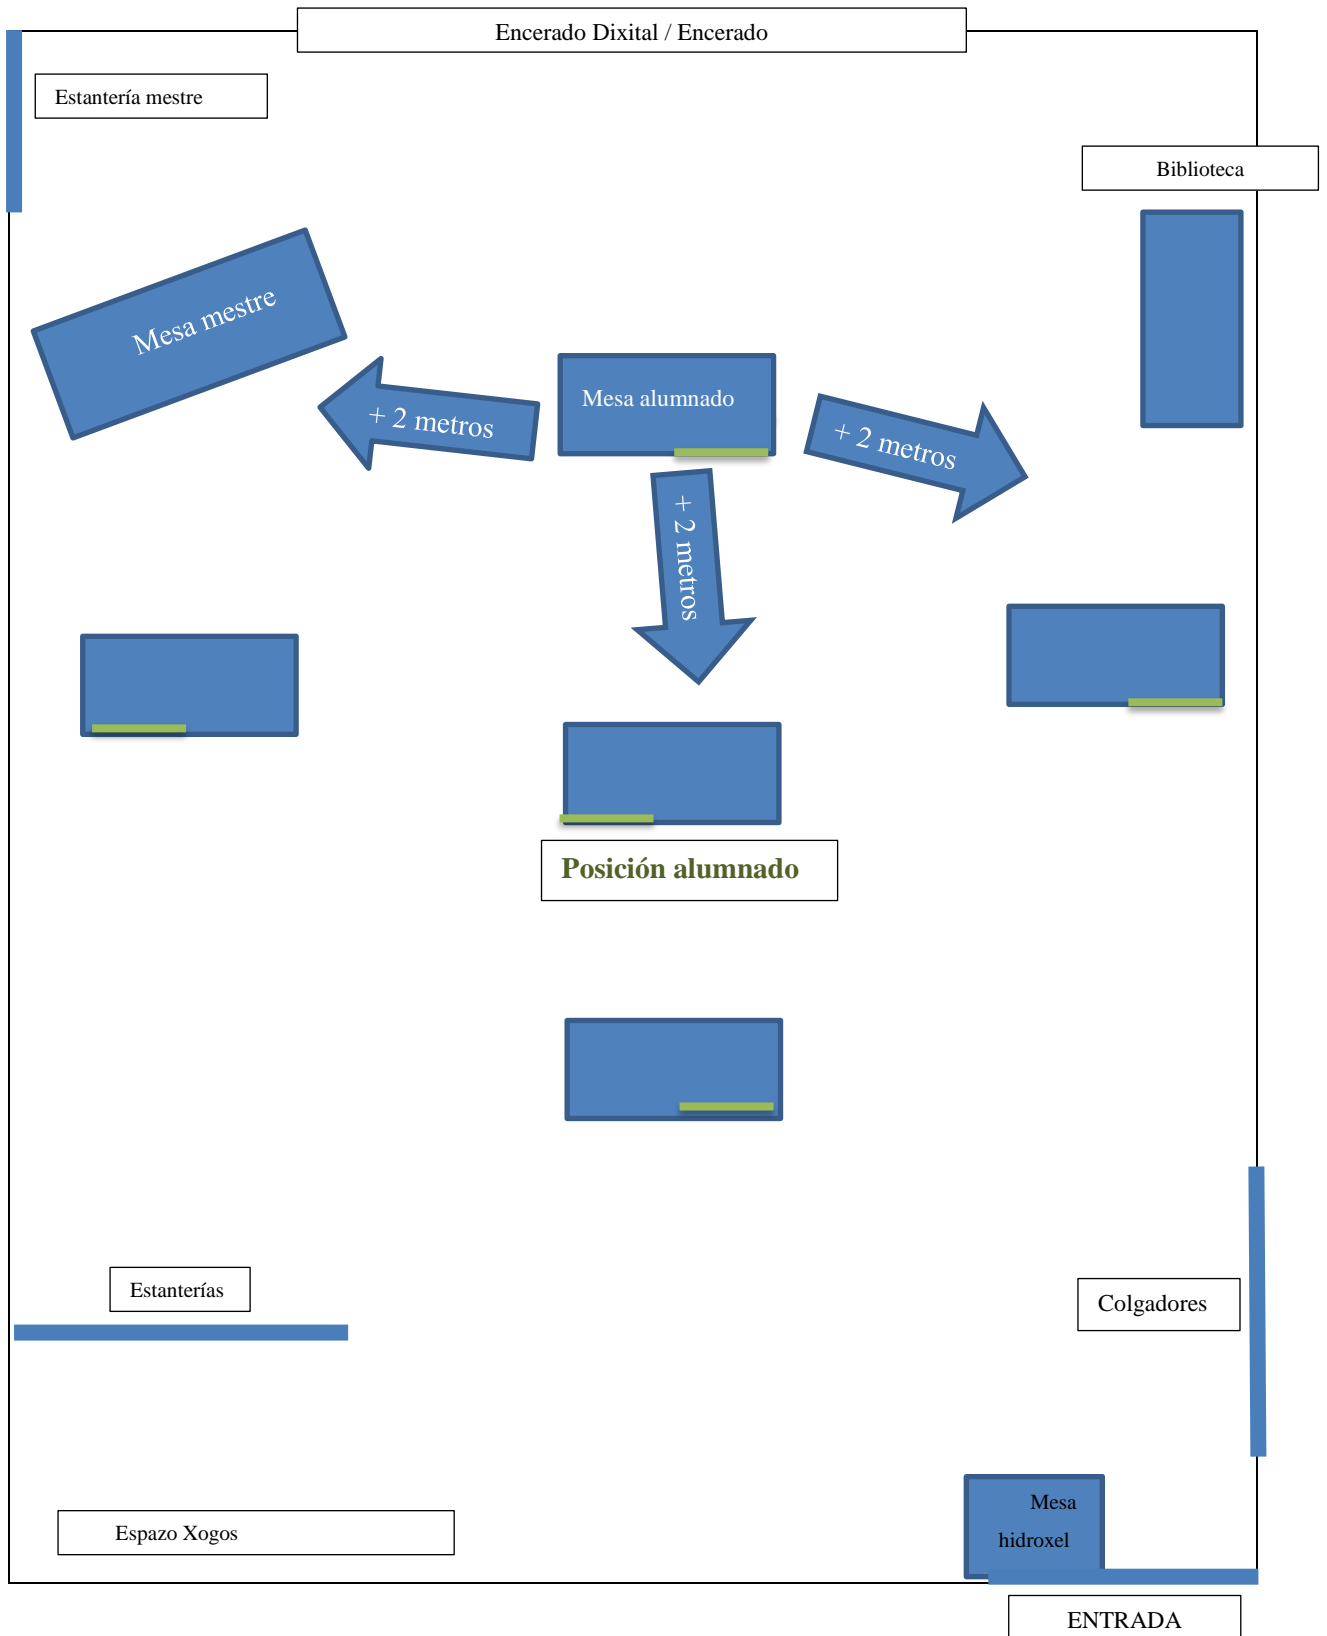 Encerado Dixital / Encerado
Estantería mestre
Biblioteca
Mesa mestre
Mesa alumnado
+ 2 metros
+ 2 metros
+ 2 metros
Posición alumnado
Estanterías
Colgadores
Mesa
hidroxel
Espazo Xogos
ENTRADA